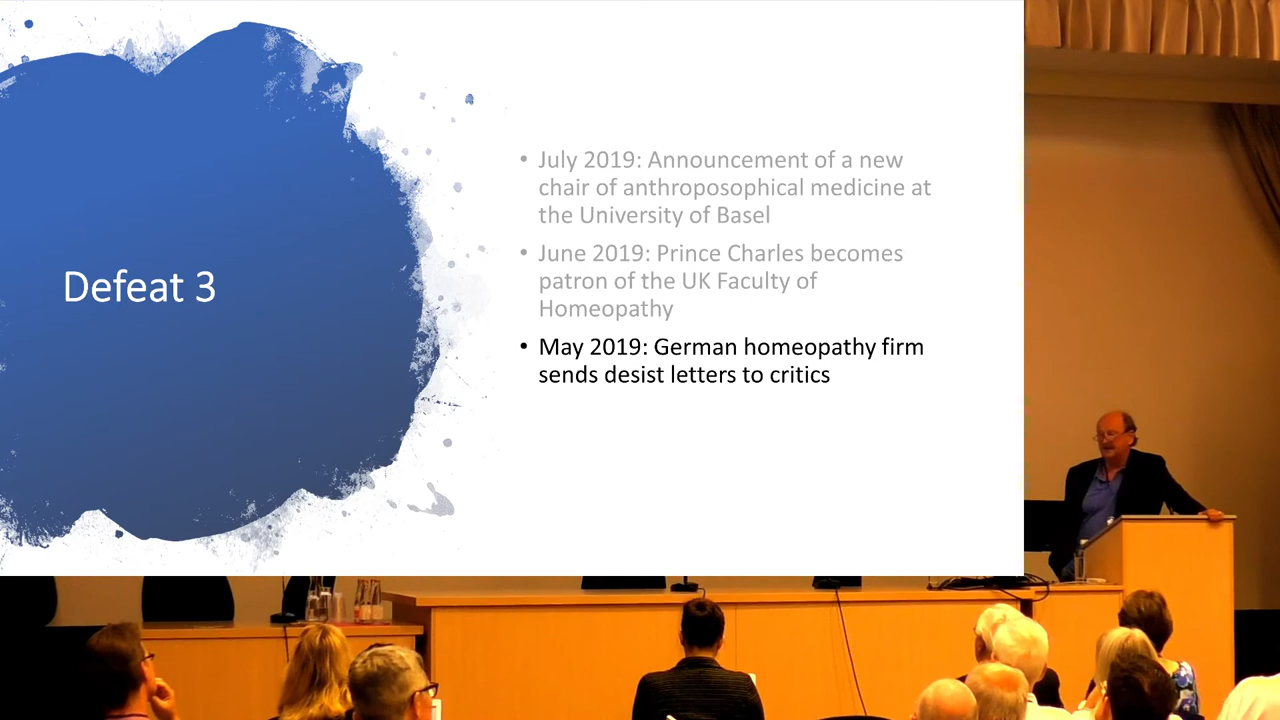 Defeat 3
• July 2019: Announcement of a new
chair of anthroposophical medicine at
the University of Basel
• June 2019: Prince Charles becomes
patron of the UK Faculty of
Homeopathy
• May 2019: German homeopathy firm
sends desist letters to critics